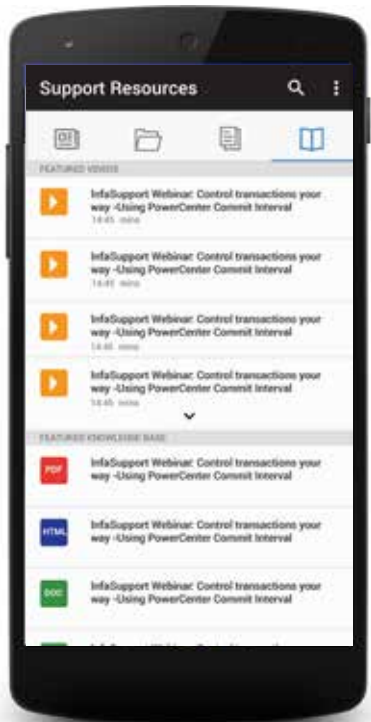 Support Resources
FEATURED VIDEOS
InfaSupport Webinar: Control transactions your
way -Using PowerCenter Commit Interval
14:45 mins
InfaSupport Webinar: Control transactions your
way -Using PowerCenter Commit Interval
14:45 mins
InfaSupport Webinar: Control transactions your
way -Using PowerCenter Commit Interval
14:45 mins
InfaSupport Webinar: Control transactions your
way -Using PowerCenter Commit Interval
14:45 mins
FEATURED KNOWLEDGE BASE
PDF
InfaSupport Webinar: Control transactions your
way -Using PowerCenter Commit Interval
HTML
InfaSupport Webinar: Control transactions your
way -Using PowerCenter Commit Interval
DOC
InfaSupport Webinar: Control transactions your
way -Using PowerCenter Commit Interval